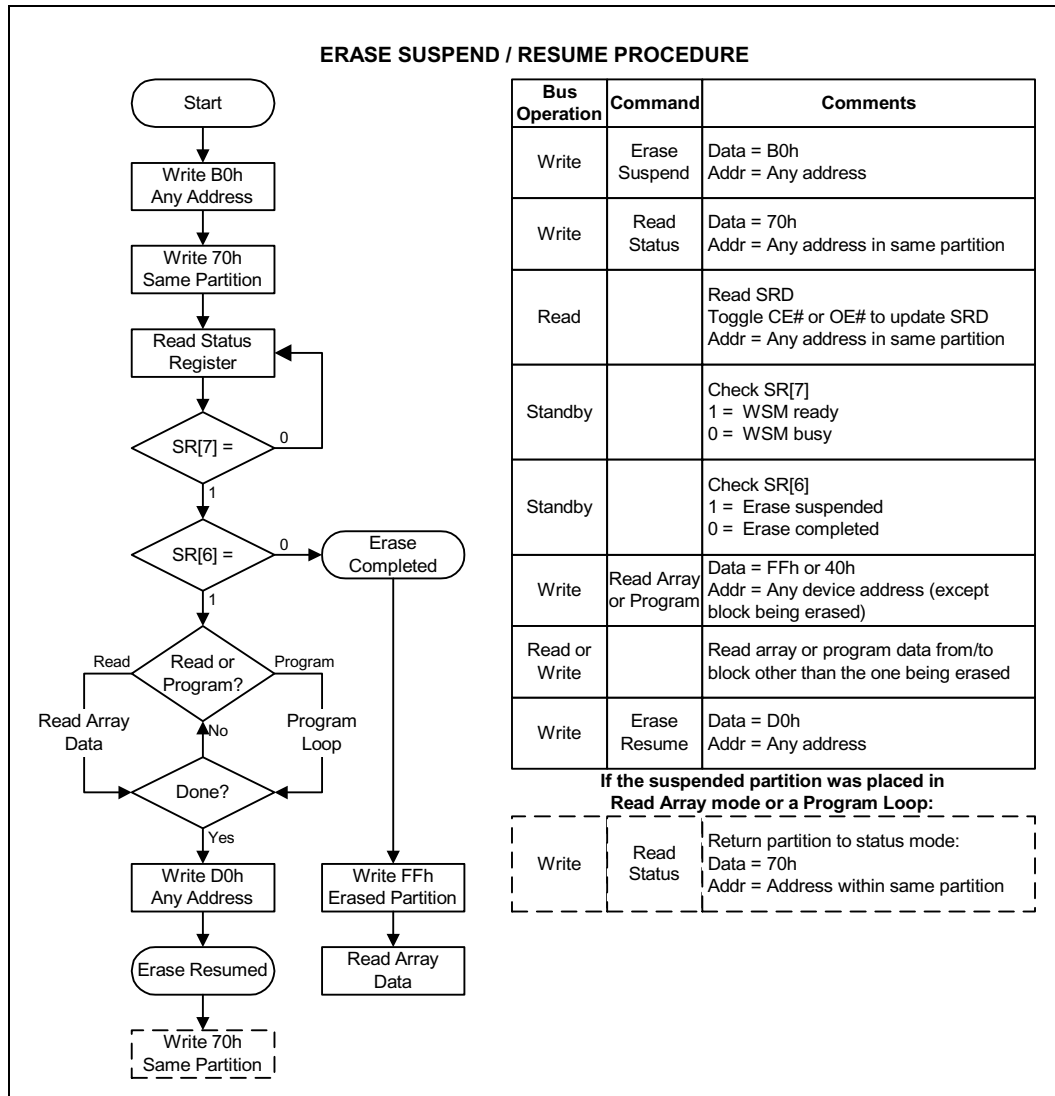 ERASE SUSPEND / RESUME PROCEDURE
Start
Write B0h
Any Address
Write 70h
Same Partition
Read Status
Register
SR[7] =
0
1
SR[6] =
0
Erase
Completed
1
Read
Read or
Program?
Program
Read Array
Data
No
Program
Loop
Done?
Yes
Write D0h
Any Address
Write FFh
Erased Partition
Erase Resumed
Read Array
Data
Write 70h
Same Partition
Bus
Operation
Command
Comments
Write
Erase
Suspend
Data = B0h
Addr = Any address
Write
Read
Status
Data = 70h
Addr = Any address in same partition
Read
Read SRD
Toggle CE# or OE# to update SRD
Addr = Any address in same partition
Standby
Check SR[7]
1 = WSM ready
0 = WSM busy
Standby
Check SR[6]
1 = Erase suspended
0 = Erase completed
Write
Read Array
or Program
Data = FFh or 40h
Addr = Any device address (except
block being erased)
Read or
Write
Read array or program data from/to
block other than the one being erased
Write
Erase
Resume
Data = D0h
Addr = Any address
If the suspended partition was placed in
Read Array mode or a Program Loop:
Write
Read
Status
Return partition to status mode:
Data = 70h
Addr = Address within same partition